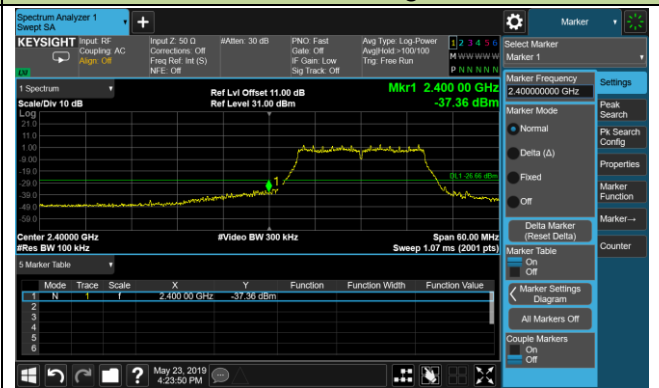 Spectrum Analyzer 1
Swept SA
Marker
KEYSIGHT
Input: RF
Coupling: AC
Align: Off
Input Z: 50 Ω
Corrections: Off
Freq Ref: Int (S)
NFE: Off
#Atten: 30 dB
PNO: Fast
Gate: Off
IF Gain: Low
Sig Track: Off
Avg Type: Log-Power
Avg|Hold:>100/100
Trig: Free Run
1 2 3 4 5 6
M W W W W W
P N N N N N
LXI
Select Marker
Marker 1
1 Spectrum
Scale/Div 10 dB
Log
Ref Lvl Offset 11.00 dB
Ref Level 31.00 dBm
Mkr1 2.400 00 GHz
-37.36 dBm
21.0
11.0
1.00
-9.00
-19.0
-29.0
-39.0
-49.0
-59.0
1
DL1 -26.66 dBm
Center 2.40000 GHz
#Res BW 100 kHz
#Video BW 300 kHz
Span 60.00 MHz
Sweep 1.07 ms (2001 pts)
5 Marker Table
Mode Trace Scale X Y Function Function Width Function Value
1 N 1 f 2.400 00 GHz -37.36 dBm
2
3
4
5
6
Marker Frequency
2.400000000 GHz
Marker Mode
Normal
Delta (Δ)
Fixed
Off
Delta Marker
(Reset Delta)
Marker Table
On
Off
Marker Settings
Diagram
All Markers Off
Couple Markers
On
Off
Settings
Peak
Search
Pk Search
Config
Properties
Marker
Function
Marker→
Counter
?
May 23, 2019
4:23:50 PM